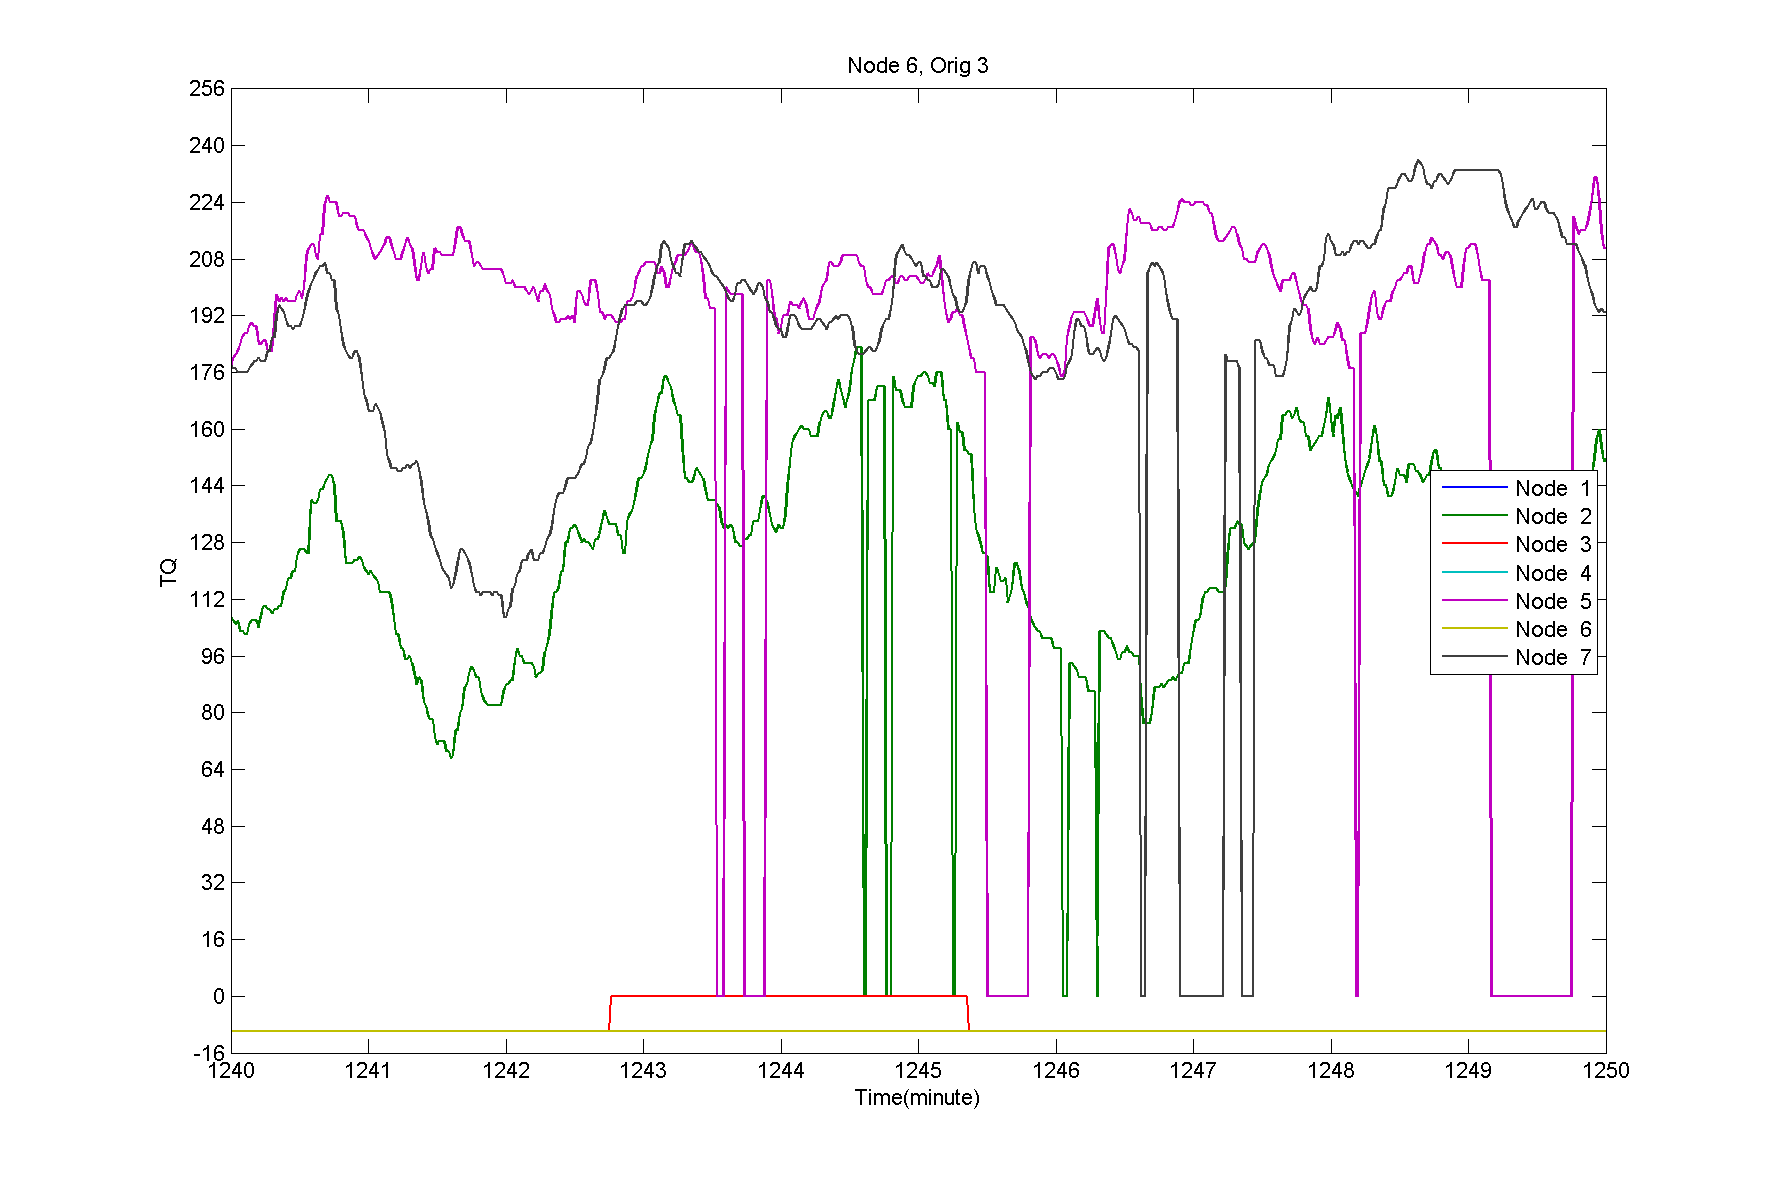 Node 6, Orig 3
256
240
224
208
192
176
160
144
128
112
96
80
64
48
32
16
0
-16
TQ
Node 1
Node 2
Node 3
Node 4
Node 5
Node 6
Node 7
1240 1241 1242 1243 1244 1245 1246 1247 1248 1249 1250
Time(minute)